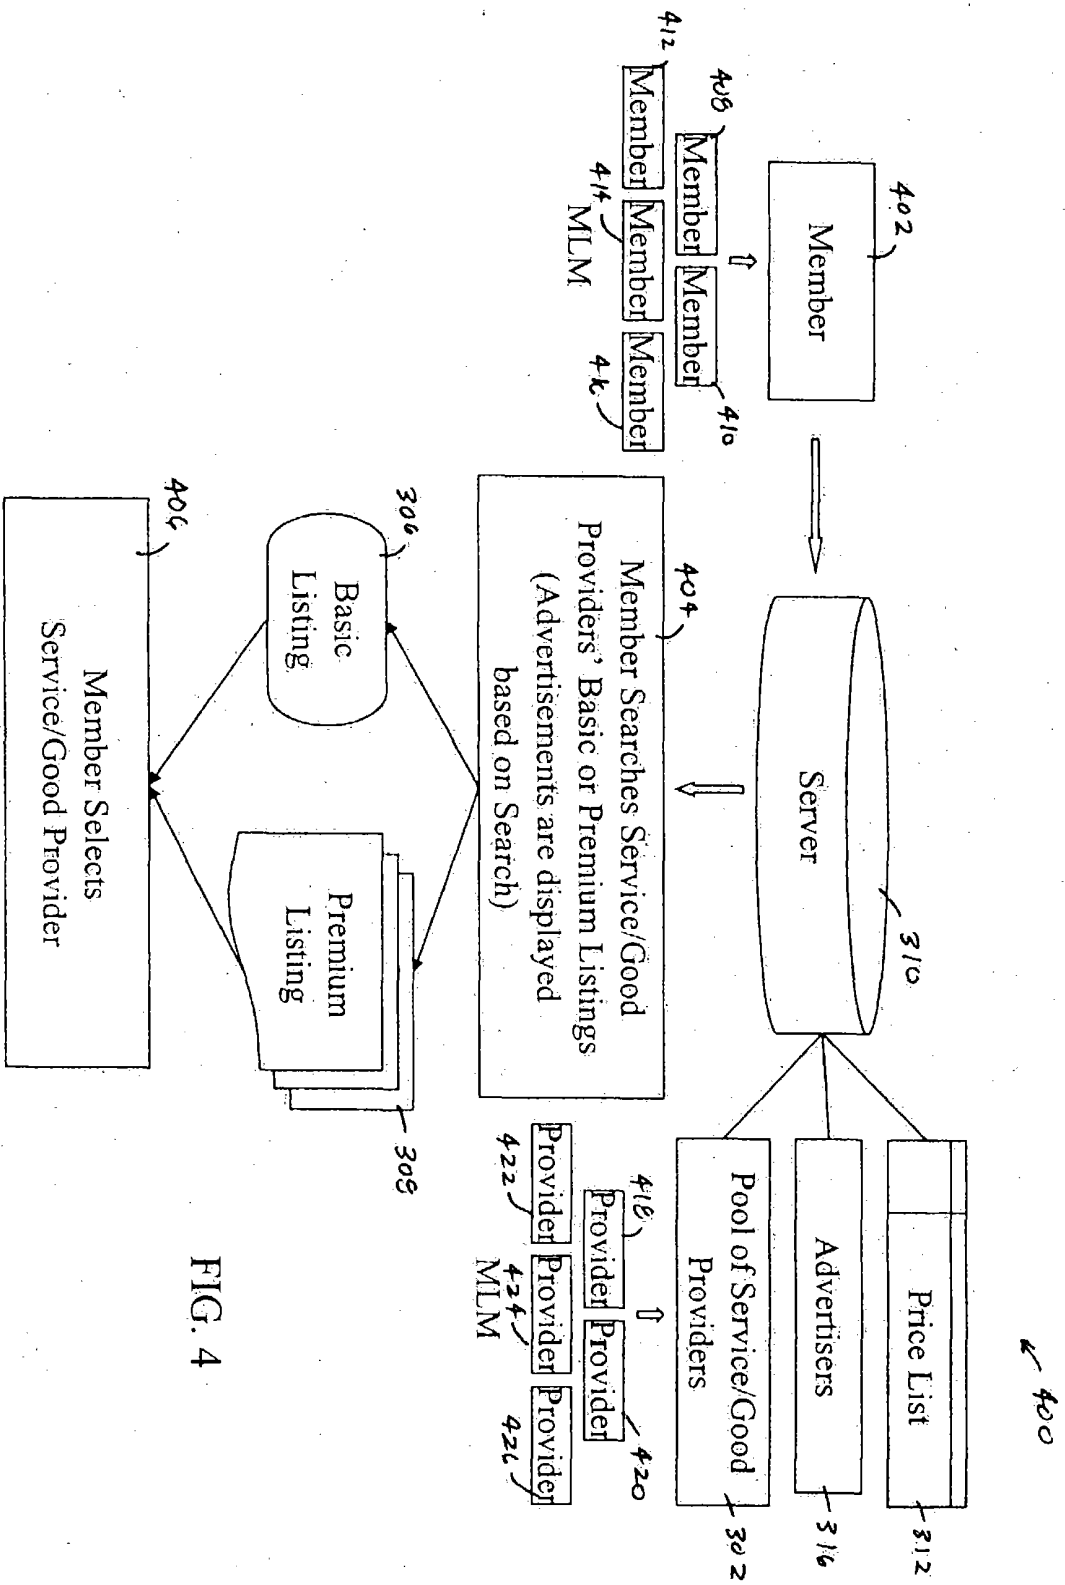 400
402
Member
408
Member
Member
410
412
Member
414
Member
Member
MLM
310
Server
Price List
312
Advertisers
316
Pool of Service/Good
Providers
302
418
Provider
Provider
420
422
Provider
424
Provider
Provider
426
MLM
404
Member Searches Service/Good
Providers' Basic or Premium Listings
(Advertisements are displayed
based on Search)
306
Basic
Listing
Premium
Listing
308
406
Member Selects
Service/Good Provider
FIG. 4